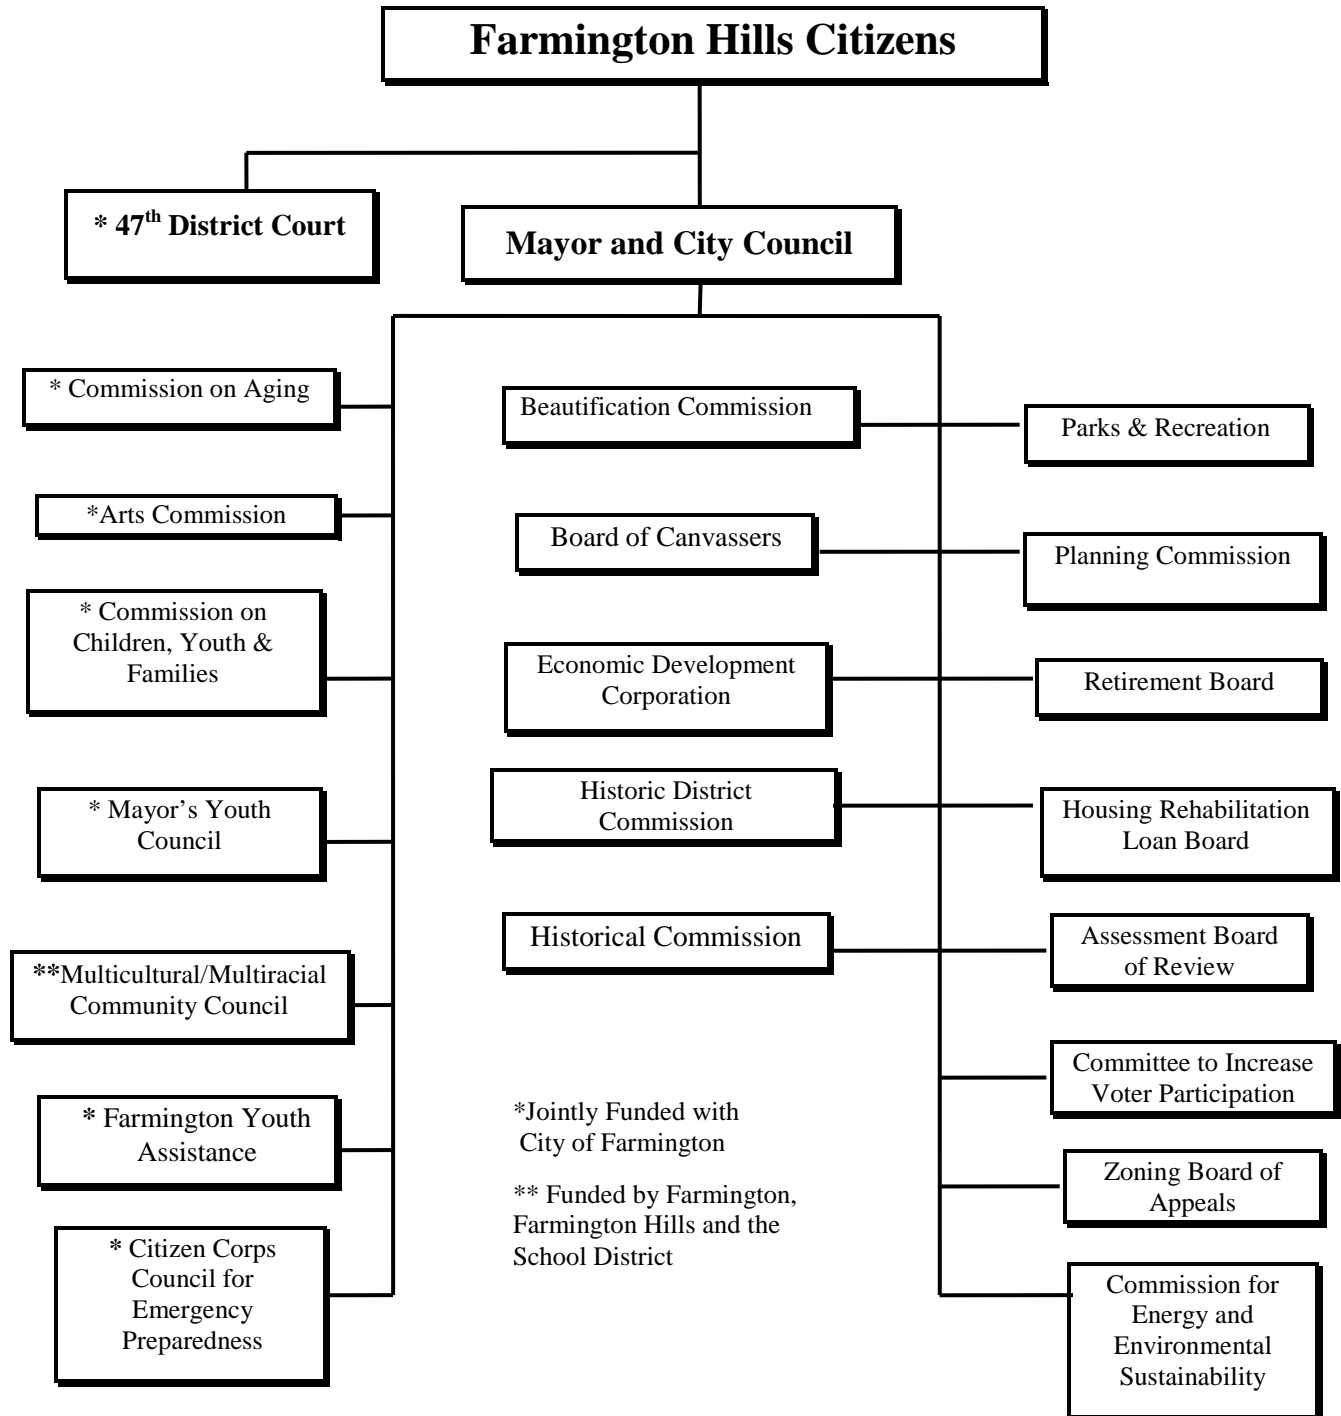 Farmington Hills Citizens
* 47th District Court
Mayor and City Council
* Commission on Aging
*Arts Commission
* Commission on
Children, Youth &
Families
* Mayor’s Youth
Council
**Multicultural/Multiracial
Community Council
* Farmington Youth
Assistance
* Citizen Corps
Council for
Emergency
Preparedness
Beautification Commission
Board of Canvassers
Economic Development
Corporation
Historic District
Commission
Historical Commission
*Jointly Funded with
City of Farmington
** Funded by Farmington,
Farmington Hills and the
School District
Parks & Recreation
Planning Commission
Retirement Board
Housing Rehabilitation
Loan Board
Assessment Board
of Review
Committee to Increase
Voter Participation
Zoning Board of
Appeals
Commission for
Energy and
Environmental
Sustainability